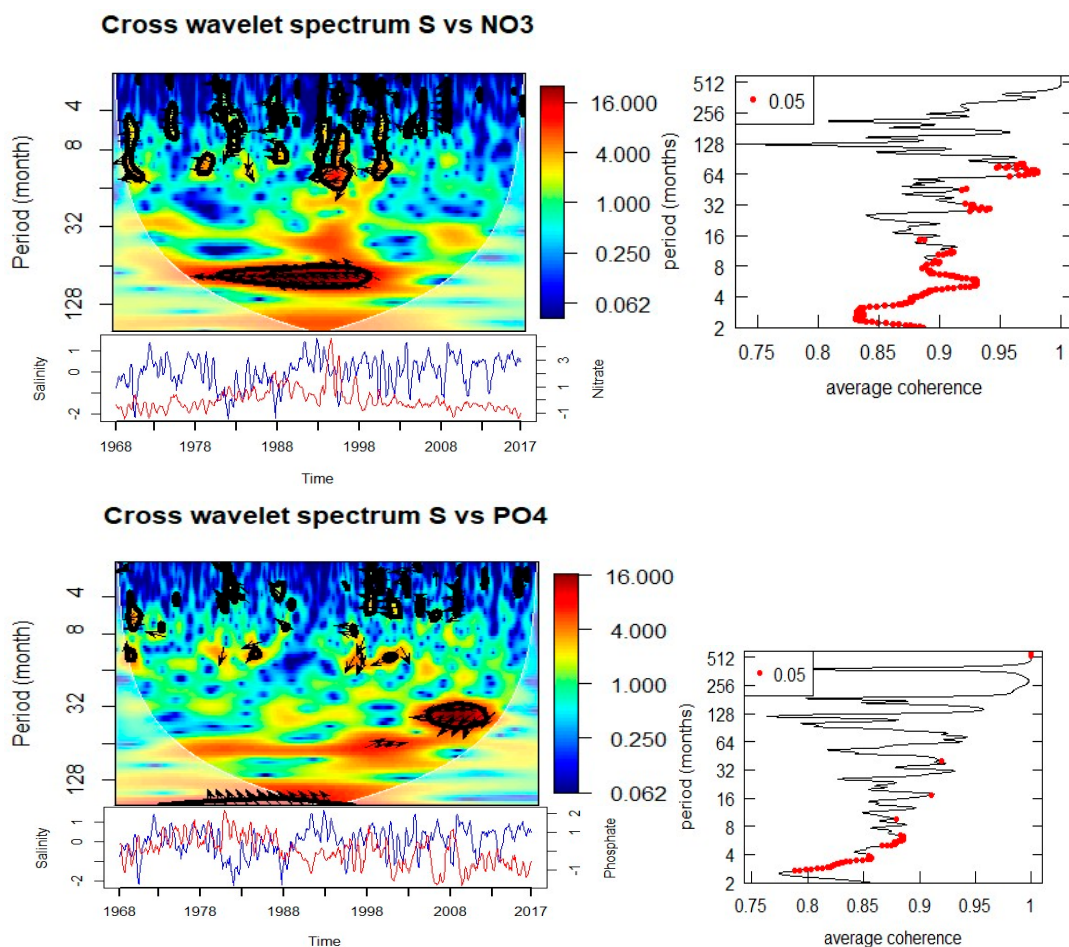 Cross wavelet spectrum S vs NO3
Period (month)
4
8
32
128
16.000
4.000
1.000
0.250
0.062
Salinity
1
0
-2
3
1
-1
Nitrate
1968 1978 1988 1998 2008 2017
Time
period (months)
512
256
128
64
32
16
8
4
2
0.05
0.75 0.8 0.85 0.9 0.95 1
average coherence
Cross wavelet spectrum S vs PO4
Period (month)
4
8
32
128
16.000
4.000
1.000
0.250
0.062
Salinity
1
0
-2
2
1
-1
Phosphate
1968 1978 1988 1998 2008 2017
Time
period (months)
512
256
128
64
32
16
8
4
2
0.05
0.75 0.8 0.85 0.9 0.95 1
average coherence